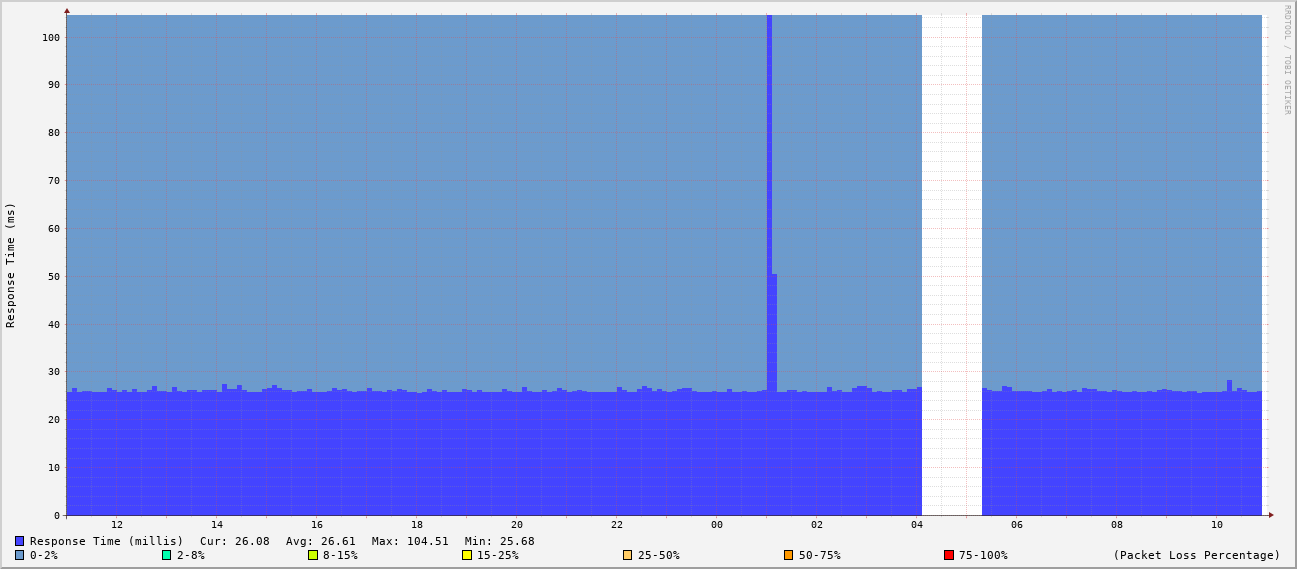 RRDTOOL / TOBI OETIKER
Response Time (ms)
100
90
80
70
60
50
40
30
20
10
0
12 14 16 18 20 22 00 02 04 06 08 10
Response Time (millis) Cur: 26.08 Avg: 26.61 Max: 104.51 Min: 25.68
0-2% 2-8% 8-15% 15-25% 25-50% 50-75% 75-100% (Packet Loss Percentage)